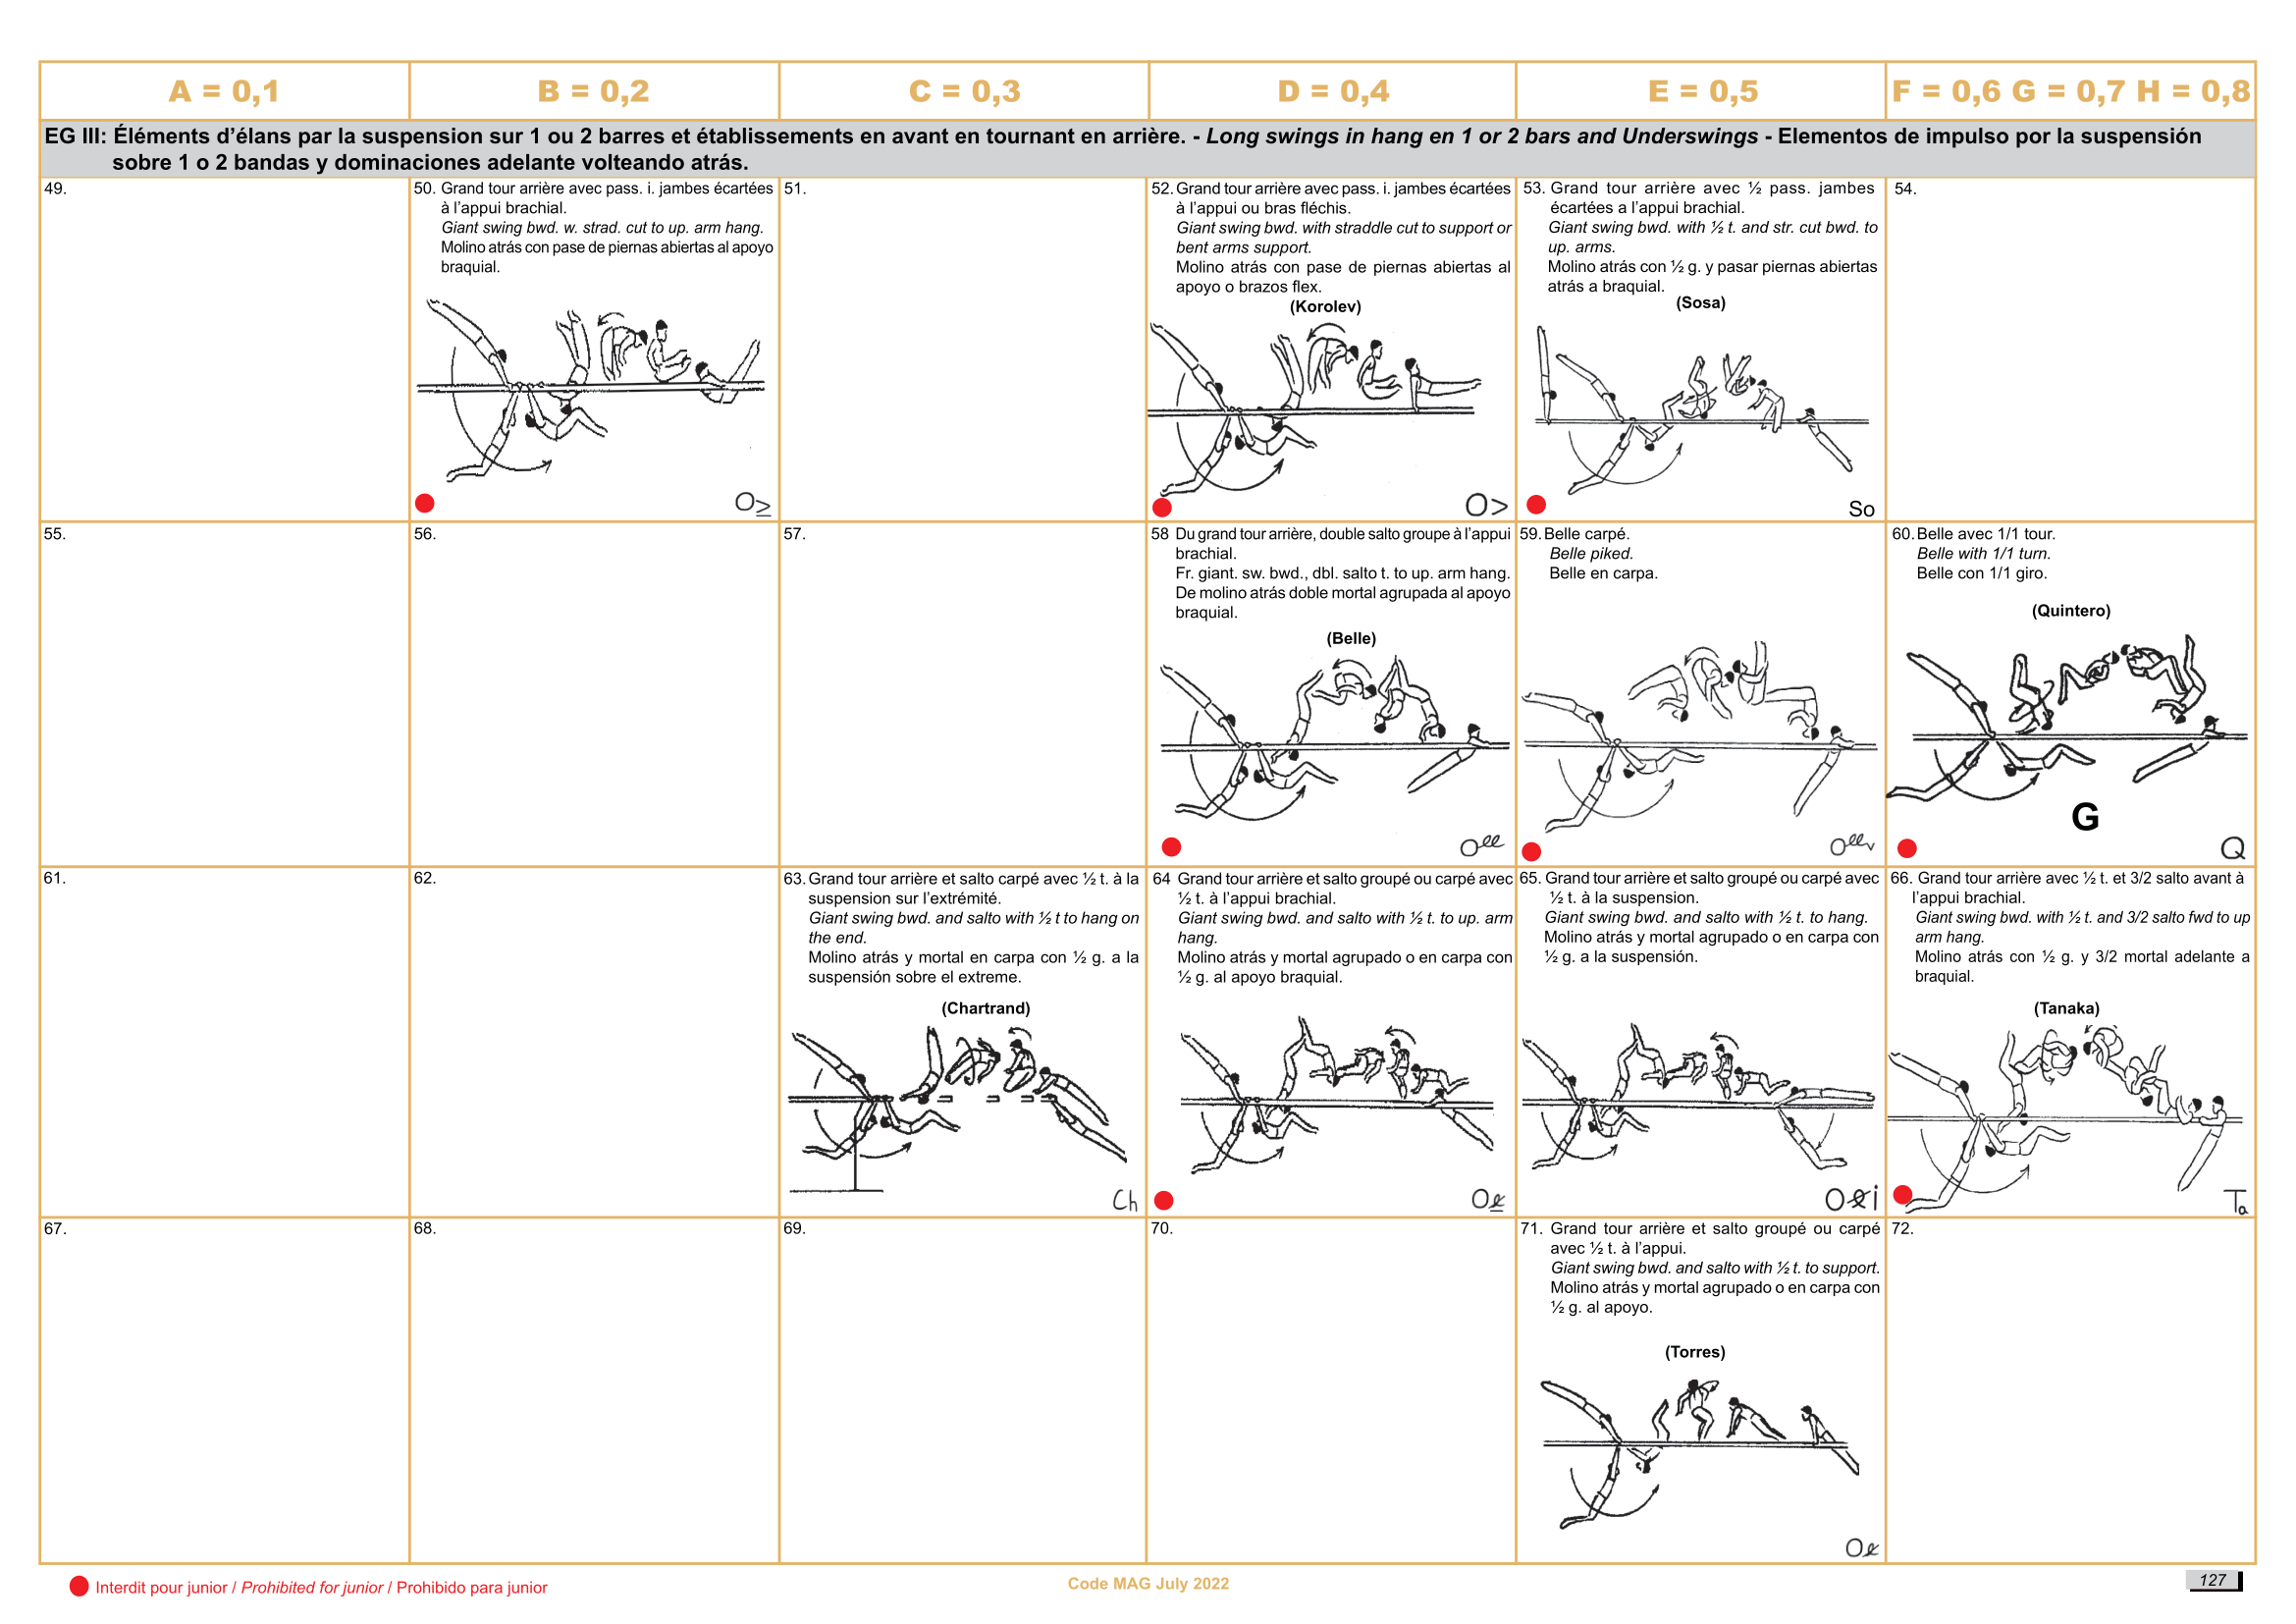 A = 0,1
B = 0,2
C = 0,3
D = 0,4
E = 0,5
F = 0,6 G = 0,7 H = 0,8
EG III: Éléments d’élans par la suspension sur 1 ou 2 barres et établissements en avant en tournant en arrière. - Long swings in hang en 1 or 2 bars and Underswings - Elementos de impulso por la suspensión
sobre 1 o 2 bandas y dominaciones adelante volteando atrás.
49.
50. Grand tour arrière avec pass. i. jambes écartées
à l’appui brachial.
Giant swing bwd. w. strad. cut to up. arm hang.
Molino atrás con pase de piernas abiertas al apoyo
braquial.
O≥
51.
52. Grand tour arrière avec pass. i. jambes écartées
à l’appui ou bras fléchis.
Giant swing bwd. with straddle cut to support or
bent arms support.
Molino atrás con pase de piernas abiertas al
apoyo o brazos flex.
(Korolev)
O>
53. Grand tour arrière avec ½ pass. jambes
écartées a l’appui brachial.
Giant swing bwd. with ½ t. and str. cut bwd. to
up. arms.
Molino atrás con ½ g. y pasar piernas abiertas
atrás a braquial.
(Sosa)
So
54.
55.
56.
57.
58 Du grand tour arrière, double salto groupe à l’appui
brachial.
Fr. giant. sw. bwd., dbl. salto t. to up. arm hang.
De molino atrás doble mortal agrupada al apoyo
braquial.
(Belle)
59. Belle carpé.
Belle piked.
Belle en carpa.
60. Belle avec 1/1 tour.
Belle with 1/1 turn.
Belle con 1/1 giro.
(Quintero)
G
Q
61.
62.
63. Grand tour arrière et salto carpé avec ½ t. à la
suspension sur l’extrémité.
Giant swing bwd. and salto with ½ t to hang on
the end.
Molino atrás y mortal en carpa con ½ g. a la
suspensión sobre el extreme.
(Chartrand)
Ch
64 Grand tour arrière et salto groupé ou carpé avec
½ t. à l’appui brachial.
Giant swing bwd. and salto with ½ t. to up. arm
hang.
Molino atrás y mortal agrupado o en carpa con
½ g. al apoyo braquial.
65. Grand tour arrière et salto groupé ou carpé avec
½ t. à la suspension.
Giant swing bwd. and salto with ½ t. to hang.
Molino atrás y mortal agrupado o en carpa con
½ g. a la suspensión.
66. Grand tour arrière avec ½ t. et 3/2 salto avant à
l’appui brachial.
Giant swing bwd. with ½ t. and 3/2 salto fwd to up
arm hang.
Molino atrás con ½ g. y 3/2 mortal adelante a
braquial.
(Tanaka)
Ta
67.
68.
69.
70.
71. Grand tour arrière et salto groupé ou carpé
avec ½ t. à l’appui.
Giant swing bwd. and salto with ½ t. to support.
Molino atrás y mortal agrupado o en carpa con
½ g. al apoyo.
(Torres)
72.
Interdit pour junior / Prohibited for junior / Prohibido para junior
Code MAG July 2022
127